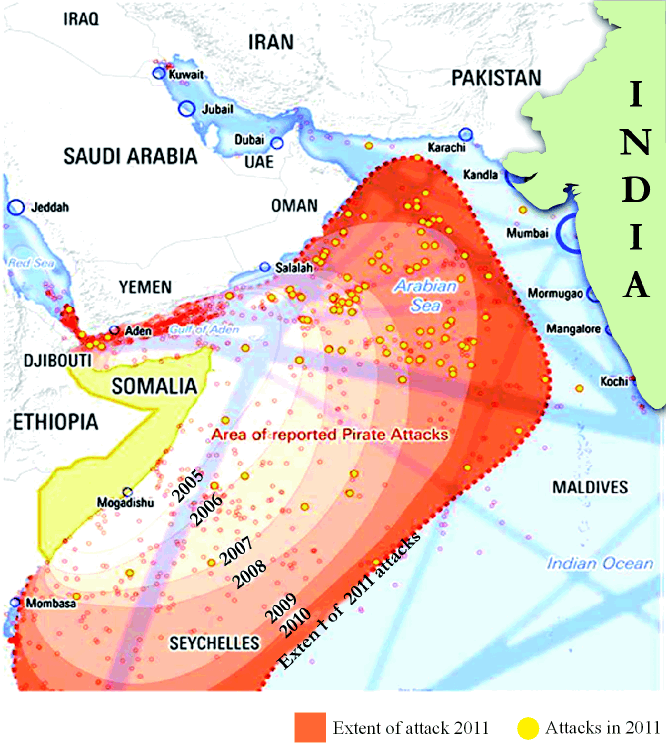 IRAQ
IRAN
Kuwait
PAKISTAN
Jubail
Dubai
Karachi
SAUDI ARABIA
UAE
Kandla
Jeddah
OMAN
Mumbai
Red Sea
Salalah
YEMEN
Arabian
Sea
Mormugao
Aden
Gulf of Aden
Mangalore
DJIBOUTI
SOMALIA
Kochi
ETHIOPIA
Area of reported Pirate Attacks
Mogadishu
MALDIVES
2005
2006
2007
2008
2009
2010
Extent of 2011 attacks
Indian Ocean
Mombasa
SEYCHELLES
I
N
D
I
A
Extent of attack 2011
Attacks in 2011